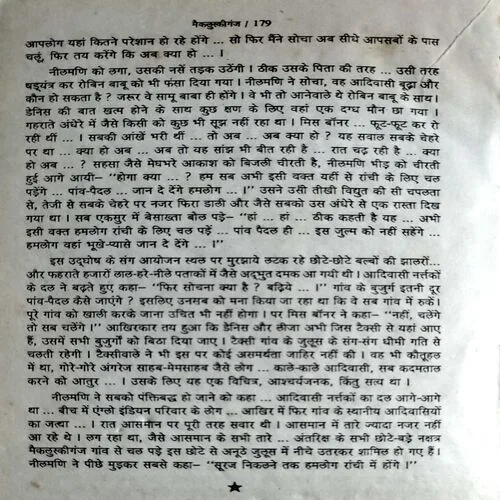 मैकलुस्कीगंज / 179
आपलोग यहां कितने परेशान हो रहे होंगे ... सो फिर मैंने सोचा अब सीधे आपसबों के पास
चलूं, फिर तय करेंगे कि अब क्या हो ... ।
नीलमणि को लगा, उसकी नसें तड़क उठेंगी । ठीक उसके पिता की तरह ... उसी तरह
षड्यंत्र कर रोबिन बाबू को भी फंसा दिया गया । नीलमणि ने सोचा, वह आदिवासी बूढ़ा और
कौन हो सकता है ? जरूर वे सामू बाबा ही होंगे । वे भी तो आनेवाले थे रोबिन बाबू के साथ।
डेनिस की बात खत्म होने के साथ कुछ क्षण के लिए वहां एक दग्ध मौन छा गया ।
गहराते अंधेरे में जैसे किसी को कुछ भी सूझ नहीं रहा था । मिस बॉनर ... फूट-फूट कर रो
रही थीं ... । सबकी आंखें भरी थीं ... तो अब ... अब क्या हो ? यह सवाल सबके चेहरे
पर था ... क्या हो अब ... अब तो यह सांझ भी बीत रही है ... रात चढ़ रही है ... क्या
हो अब ... ? सहसा जैसे मेघभरे आकाश को बिजली चीरती है, नीलमणि भीड़ को चीरती
हुई आगे आयी– “होगा क्या ... ? हम सब अभी इसी वक्त यहीं से रांची के लिए चल
पड़ेंगे ... पांव-पैदल ... जान दे देंगे हमलोग ... ।” उसने उसी तीखी विद्युत की सी चपलता
से, तेजी से सबके चेहरे पर नजर फिरा डाली और जैसे सबको उस अंधेरे से एक रास्ता दिख
गया था । सब एकसुर में बेसाख्ता बोल पड़े– “हां ... हां ... ठीक कहती है यह ... अभी
इसी वक्त हमलोग रांची के लिए चल पड़ें ... पांव पैदल ही ... इस जुल्म को नहीं सहेंगे ...
हमलोग वहां भूखे-प्यासे जान दे देंगे ... ।”
इस उद्घोष के संग आयोजन स्थल पर मुरझाये लटक रहे छोटे-छोटे बल्बों की झालरों...
और फहराते हजारों लाल-हरे-नीले पताकों में जैसे अद्भुत दमक आ गयी थी । आदिवासी नर्त्तकों
के दल ने बढ़ते हुए कहा– “फिर सोचना क्या है ? बढ़िये ... ।” गांव के बुजुर्ग इतनी दूर
पांव-पैदल कैसे जाएंगे ? इसलिए उनसब को मना किया जा रहा था कि वे सब गांव में रुकें।
पूरे गांव को खाली करके जाना उचित भी नहीं होगा । पर मिस बॉनर ने कहा– “नहीं, चलेंगे
तो सब चलेंगे ।” आखिरकार तय हुआ कि डेनिस और लीजा अभी जिस टैक्सी से यहां आए
हैं, उसमें सभी बुजुर्गों को बिठा दिया जाए । टैक्सी गांव के जुलूस के संग-संग धीमी गति से
चलती रहेगी । टैक्सीवाले ने भी इस पर कोई असमर्थता जाहिर नहीं की । वह भी कौतूहल
में था, गोरे-गोरे अंगरेज साहब-मेमसाहब जैसे लोग ... काले-काले आदिवासी, सब कदमताल
करने को आतुर ... । उसके लिए यह एक विचित्र, आश्चर्यजनक, किंतु सत्य था ।
नीलमणि ने सबको पंक्तिबद्ध हो जाने को कहा ... आदिवासी नर्त्तकों का दल आगे-आगे
था ... बीच में एंग्लो इंडियन परिवार के लोग ... आखिर में फिर गांव के स्थानीय आदिवासियों
का जत्था ... । रात आसमान पर पूरी तरह सवार थी । आसमान में तारे ज्यादा नजर नहीं
आ रहे थे । लग रहा था, जैसे आसमान के सभी तारे ... अंतरिक्ष के सभी छोटे-बड़े नक्षत्र
मैकलुस्कीगंज गांव से चल पड़े इस छोटे से अनूठे जुलूस में नीचे उतरकर शामिल हो गए हैं ।
नीलमणि ने पीछे मुड़कर सबसे कहा– “सूरज निकलने तक हमलोग रांची में होंगे ।”
★